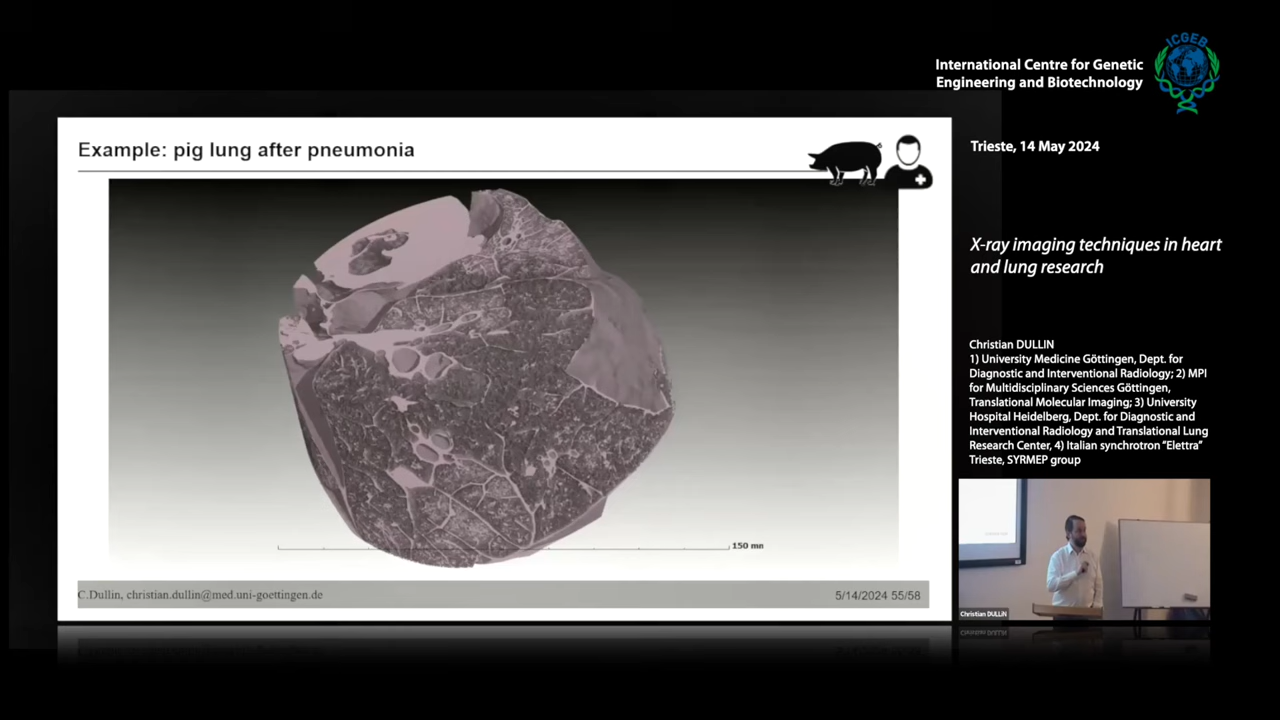 International Centre for Genetic
Engineering and Biotechnology
ICGEB
Trieste, 14 May 2024
X-ray imaging techniques in heart
and lung research
Christian DULLIN
1) University Medicine Göttingen, Dept. for
Diagnostic and Interventional Radiology; 2) MPI
for Multidisciplinary Sciences Göttingen,
Translational Molecular Imaging; 3) University
Hospital Heidelberg, Dept. for Diagnostic and
Interventional Radiology and Translational Lung
Research Center, 4) Italian synchrotron "Elettra"
Trieste, SYRMEP group
Example: pig lung after pneumonia
150 mm
C.Dullin, christian.dullin@med.uni-goettingen.de
5/14/2024 55/58
Christian DULLIN